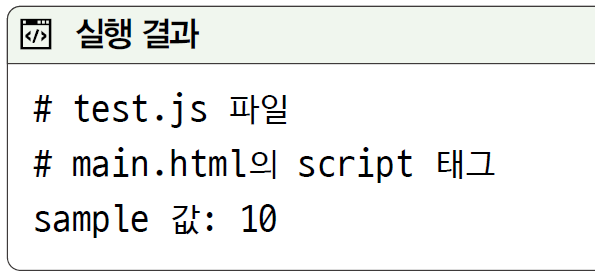 실행 결과
# test.js 파일
# main.html의 script 태그
sample 값: 10